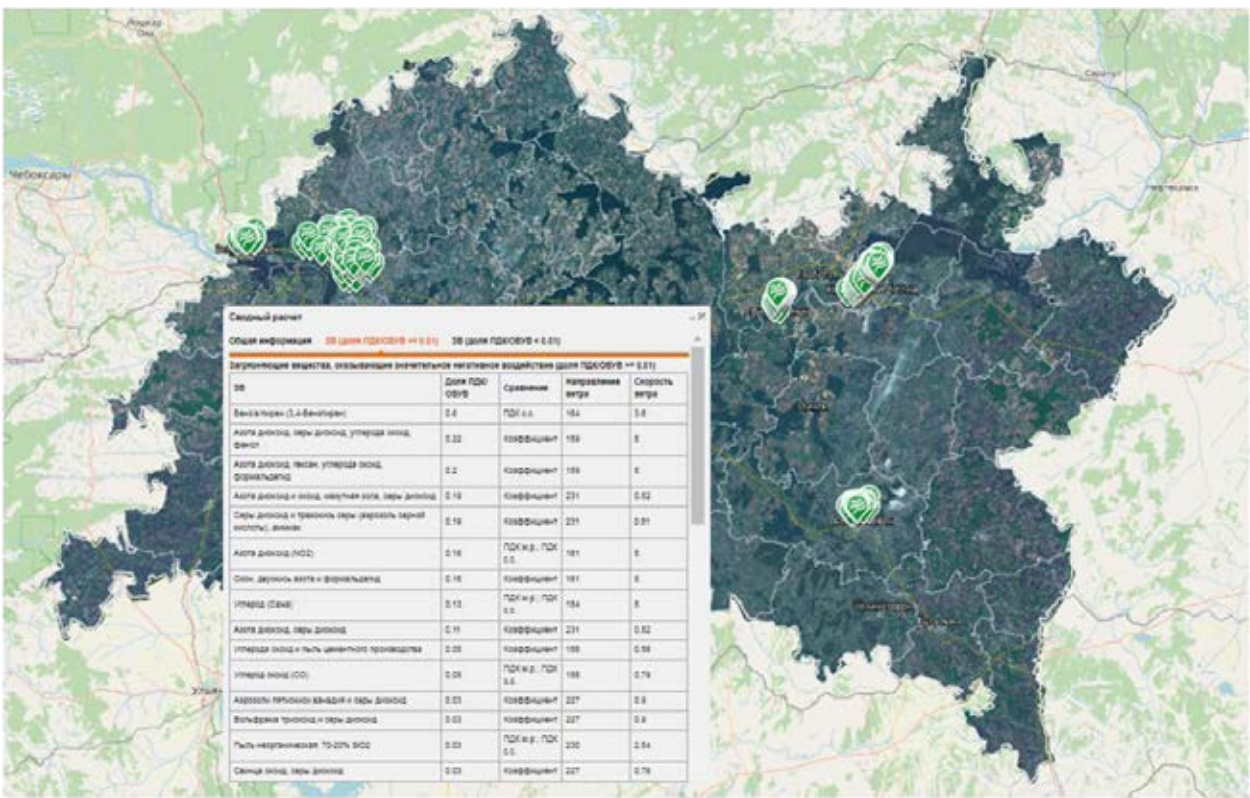 Йошкар
Ола
Сарапул
Чебоксары
Сводный расчет
Общая информация ЗВ (доля ПДК/ОБУВ >= 0.01) ЗВ (доля ПДК/ОБУВ < 0.01)
Загрязняющие вещества, оказывающие значительное негативное воздействие (доля ПДК/ОБУВ >= 0.01)
ЗВ Доля ПДК/ Сравнение Направление Скорость
ОБУВ ветра ветра
Бенз/а/пирен (3,4-Бензпирен) 0.6 ПДК с.с. 164 3.6
Азота диоксид, серы диоксид, углерода оксид, 0.22 Коэффициент 159 6
фенол
Азота диоксид, гексан, углерода оксид, 0.2 Коэффициент 159 6
формальдегид
Азота диоксид и оксид, мазутная зола, серы диоксид 0.19 Коэффициент 231 0.52
Серы диоксид и трехокись серы (аэрозоль серной 0.19 Коэффициент 231 0.51
кислоты), аммиак
Азота диоксид (NO2) 0.16 ПДК м.р.; ПДК 161 6
с.с.
Озон, двуокись азота и формальдегид 0.16 Коэффициент 161 6
Углерод (Сажа) 0.13 ПДК м.р.; ПДК 154 6
с.с.
Азота диоксид, серы диоксид 0.11 Коэффициент 231 0.52
Углерода оксид и пыль цементного производства 0.05 Коэффициент
Углерод оксид (CO) 0.05 ПДК м.р.; ПДК 0.79
с.с.
Аэрозоли пятиокиси ванадия и серы диоксид 0.03 Коэффициент 227 0.8
Вольфрама триоксид и серы диоксид 0.03 Коэффициент 227 0.8
Пыль неорганическая: 70-20% SiO2 0.03 ПДК м.р.; ПДК 230 2.54
с.с.
Свинца оксид, серы диоксид 0.03 Коэффициент 227 0.79